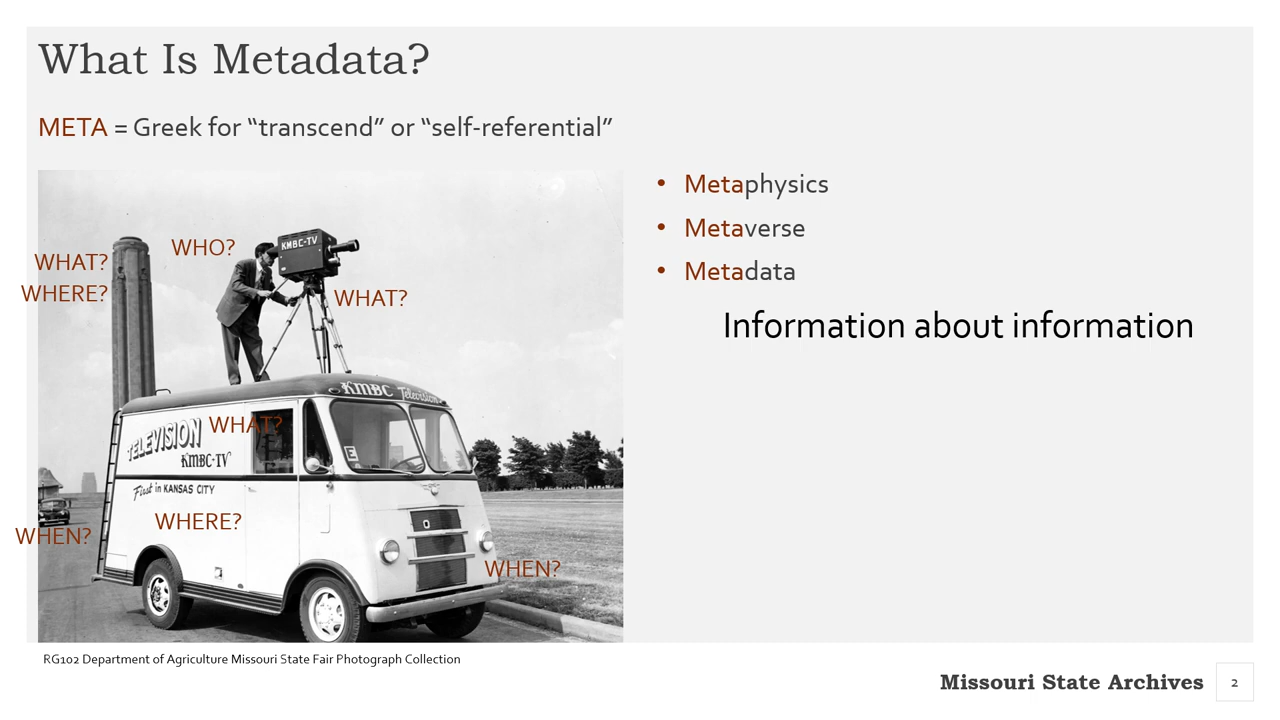 What Is Metadata?
META = Greek for “transcend” or “self-referential”
• Metaphysics
• Metaverse
• Metadata
Information about information
WHO?
WHAT?
WHERE?
WHAT?
KMBC-TV
KMBC Television
WHAT?
TELEVISION
KMBC-TV
First in KANSAS CITY
WHERE?
WHEN?
WHEN?
E
RG102 Department of Agriculture Missouri State Fair Photograph Collection
Missouri State Archives
2